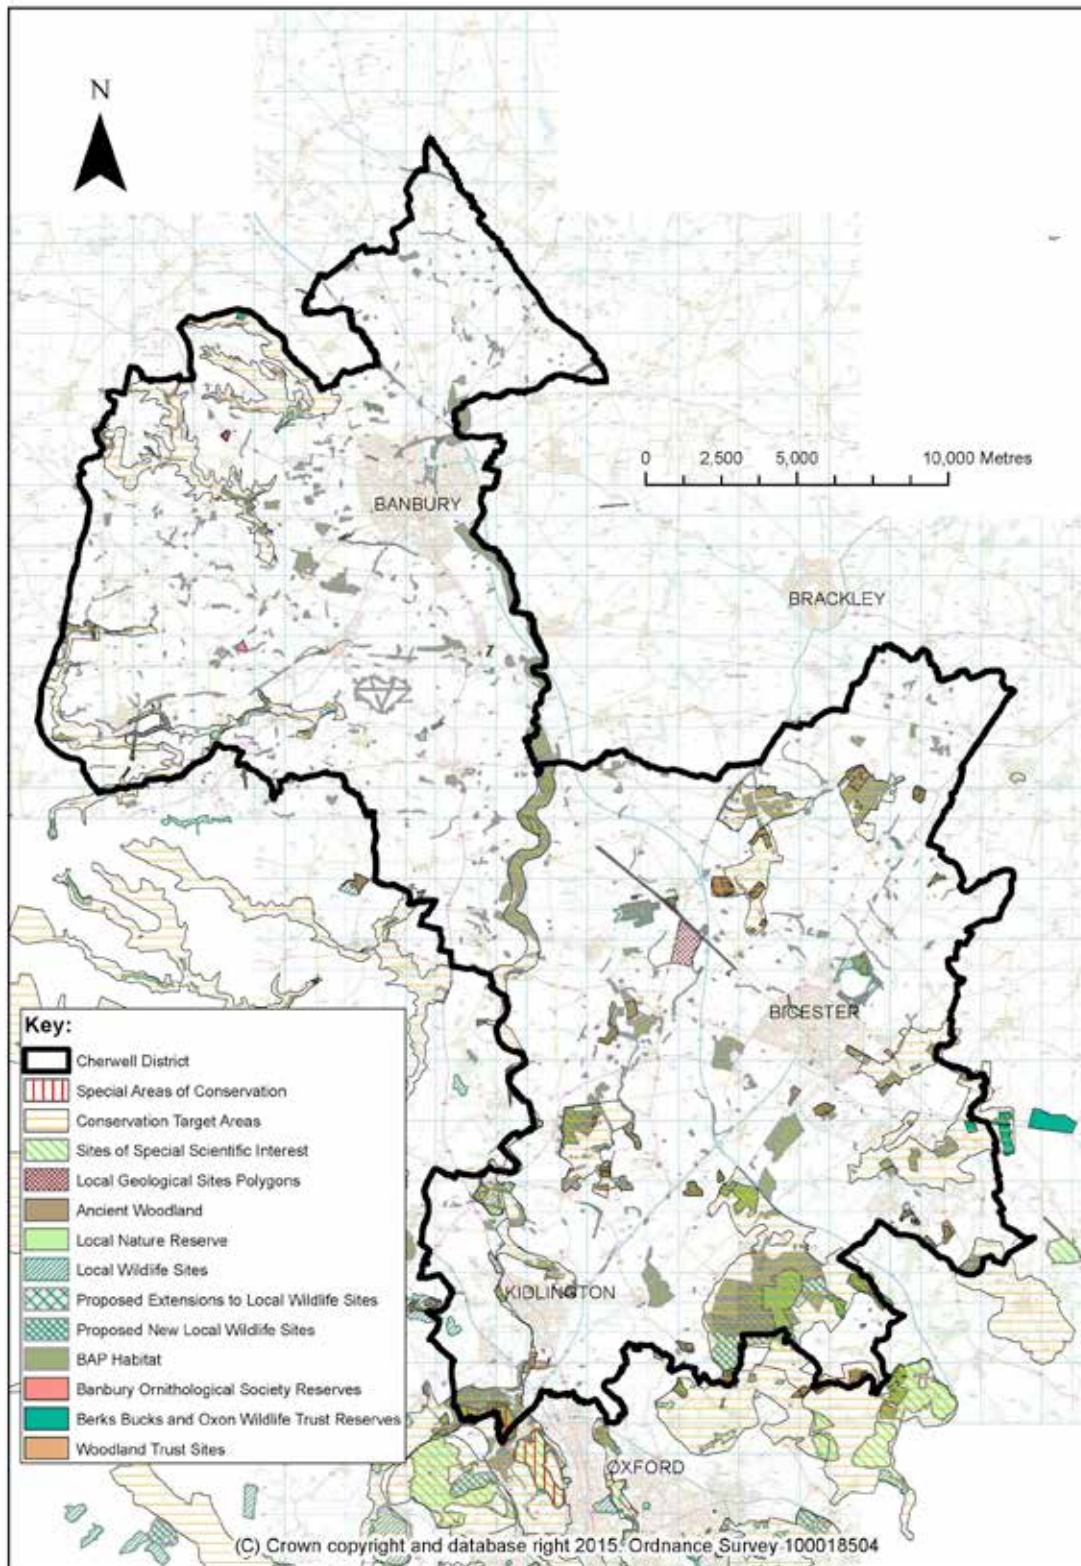 N
0 2,500 5,000 10,000 Metres
BANBURY
BRACKLEY
BICESTER
KIDLINGTON
OXFORD
Key:
Cherwell District
Special Areas of Conservation
Conservation Target Areas
Sites of Special Scientific Interest
Local Geological Sites Polygons
Ancient Woodland
Local Nature Reserve
Local Wildlife Sites
Proposed Extensions to Local Wildlife Sites
Proposed New Local Wildlife Sites
BAP Habitat
Banbury Ornithological Society Reserves
Berks Bucks and Oxon Wildlife Trust Reserves
Woodland Trust Sites
(C) Crown copyright and database right 2015. Ordnance Survey 100018504